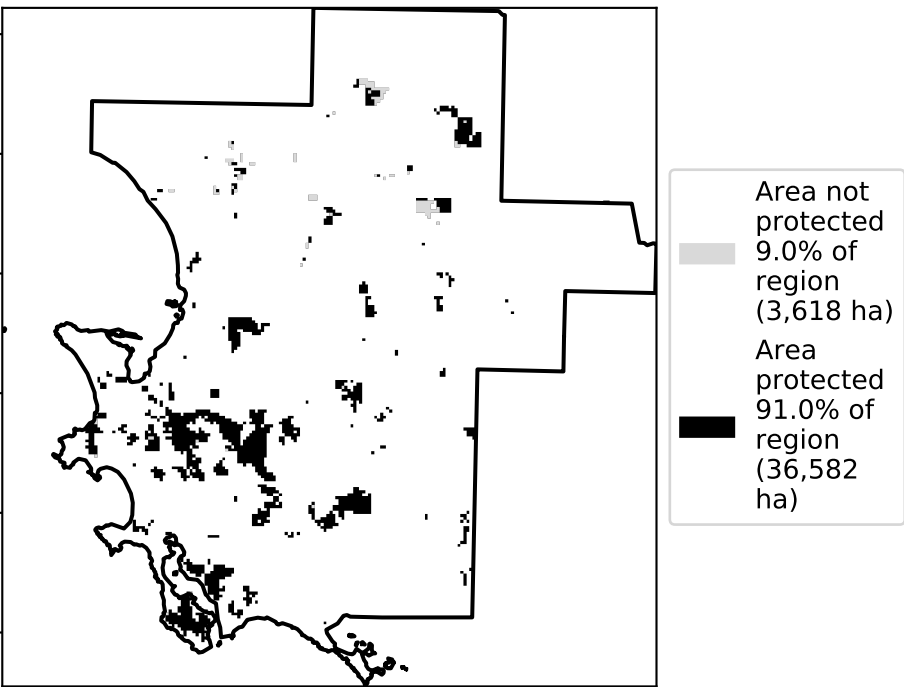 Area not
protected
9.0% of
region
(3,618 ha)
Area
protected
91.0% of
region
(36,582
ha)